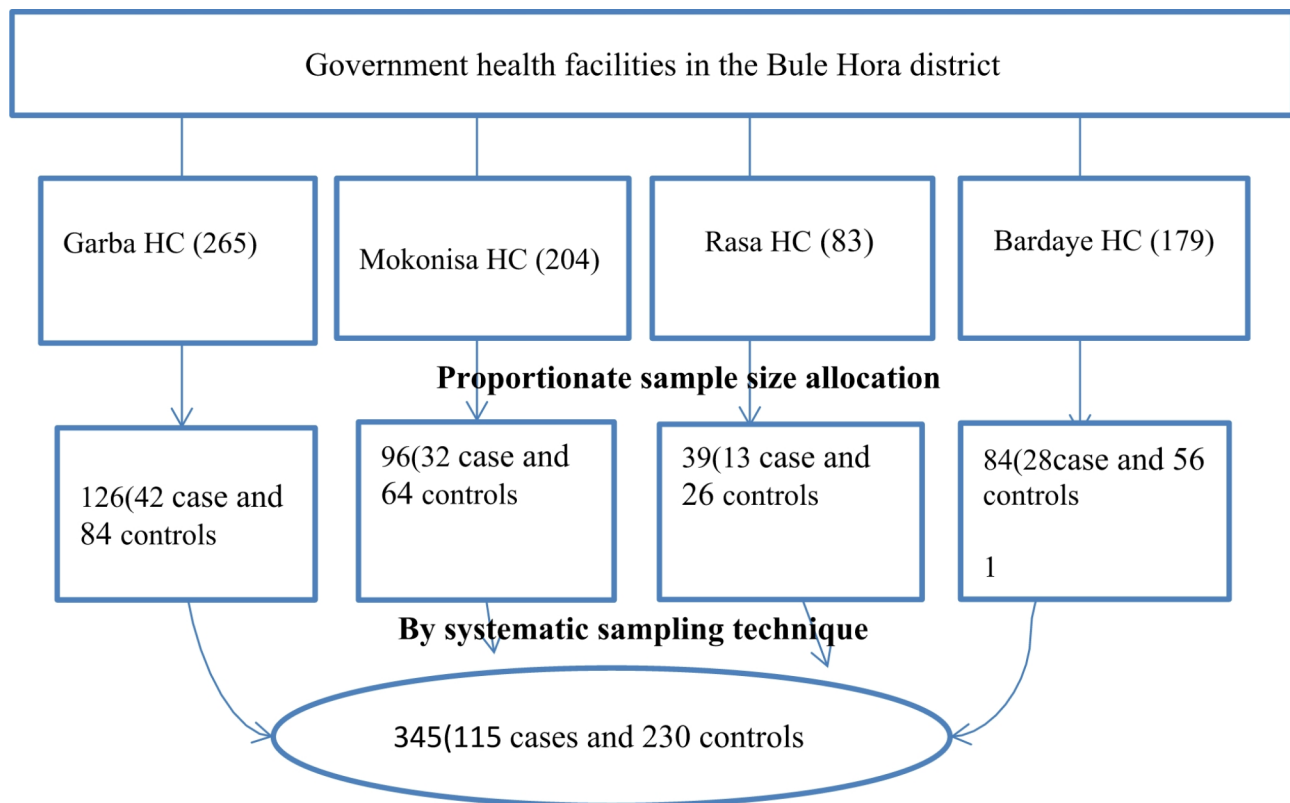 Government health facilities in the Bule Hora district
Garba HC (265)
Mokonisa HC (204)
Rasa HC (83)
Bardaye HC (179)
Proportionate sample size allocation
126(42 case and
84 controls
96(32 case and
64 controls
39(13 case and
26 controls
84(28case and 56
controls
1
By systematic sampling technique
345(115 cases and 230 controls